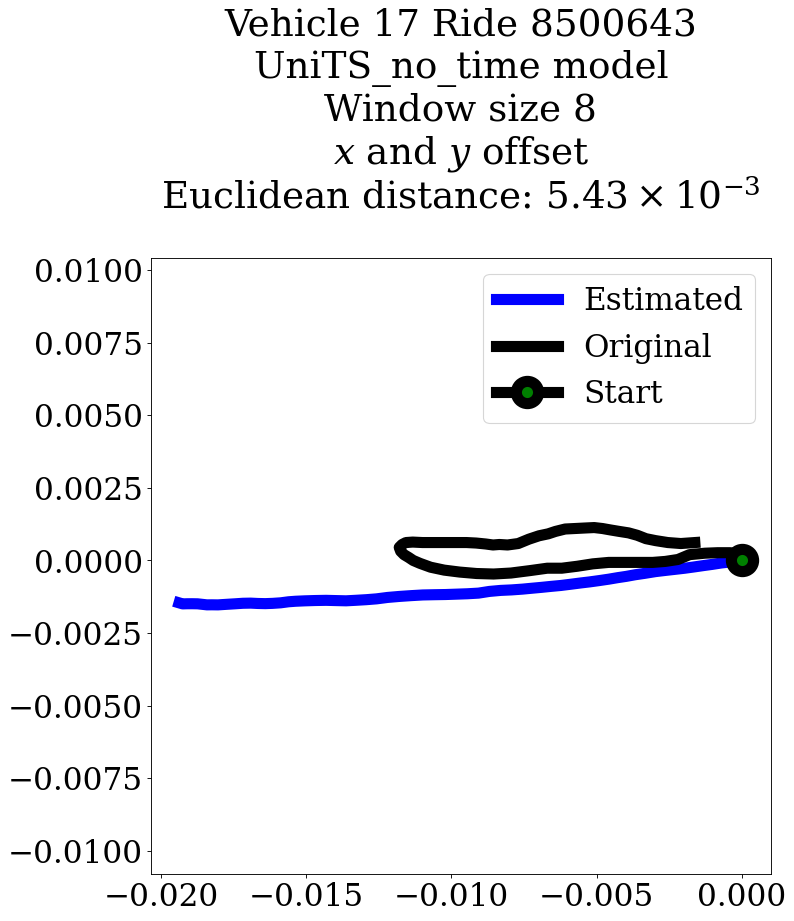 Vehicle 17 Ride 8500643
UniTS_no_time model
Window size 8
x and y offset
Euclidean distance: 5.43 × 10⁻³
Estimated
Original
Start
0.0100
0.0075
0.0050
0.0025
0.0000
−0.0025
−0.0050
−0.0075
−0.0100
−0.020 −0.015 −0.010 −0.005 0.000